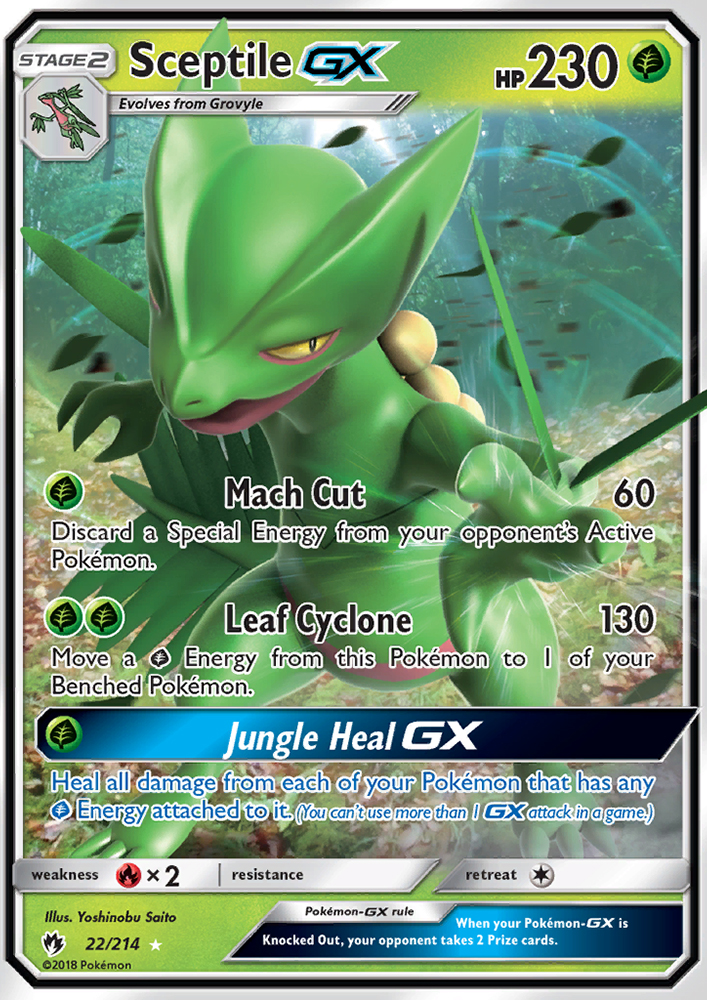 STAGE2
Sceptile GX
HP 230
Evolves from Grovyle
Mach Cut 60
Discard a Special Energy from your opponent's Active
Pokémon.
Leaf Cyclone 130
Move a Energy from this Pokémon to 1 of your
Benched Pokémon.
Jungle Heal GX
Heal all damage from each of your Pokémon that has any
Energy attached to it. (You can't use more than 1 GX attack in a game.)
weakness ×2 resistance retreat
Illus. Yoshinobu Saito
22/214
©2018 Pokémon
Pokémon-GX rule
When your Pokémon-GX is
Knocked Out, your opponent takes 2 Prize cards.